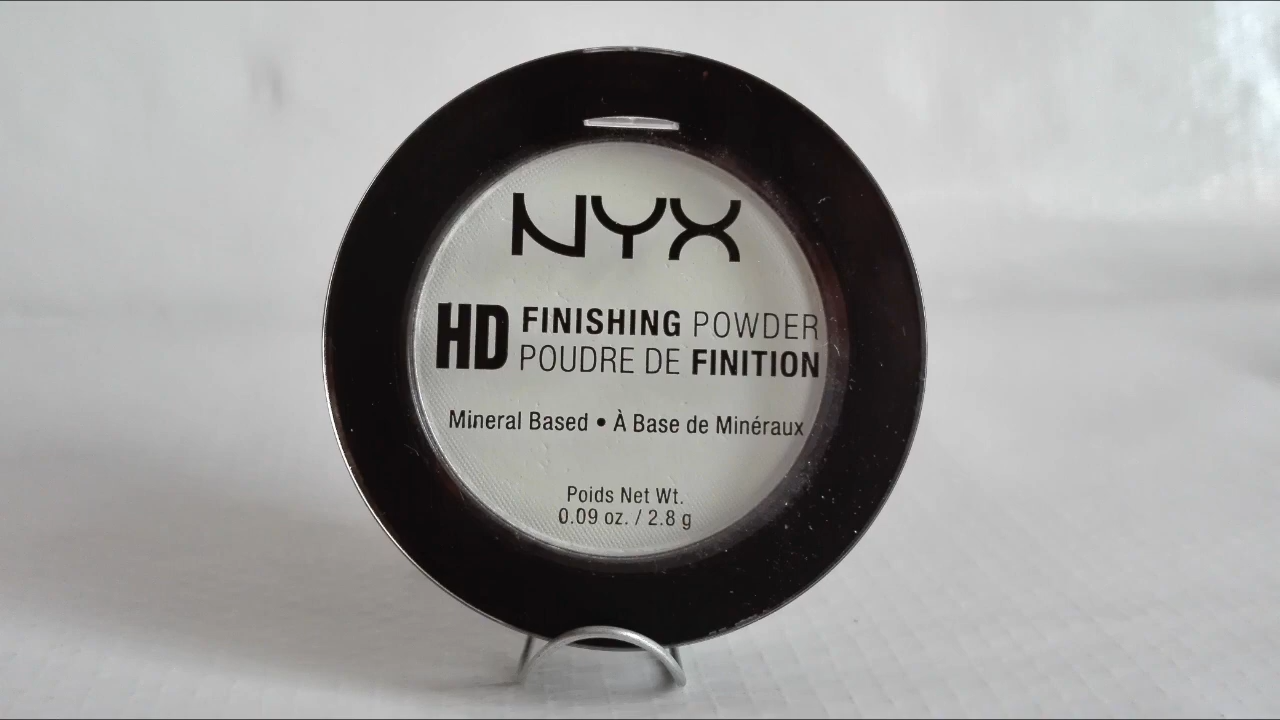 NYX
HD FINISHING POWDER
POUDRE DE FINITION
Mineral Based • À Base de Minéraux
Poids Net Wt.
0.09 oz. / 2.8 g